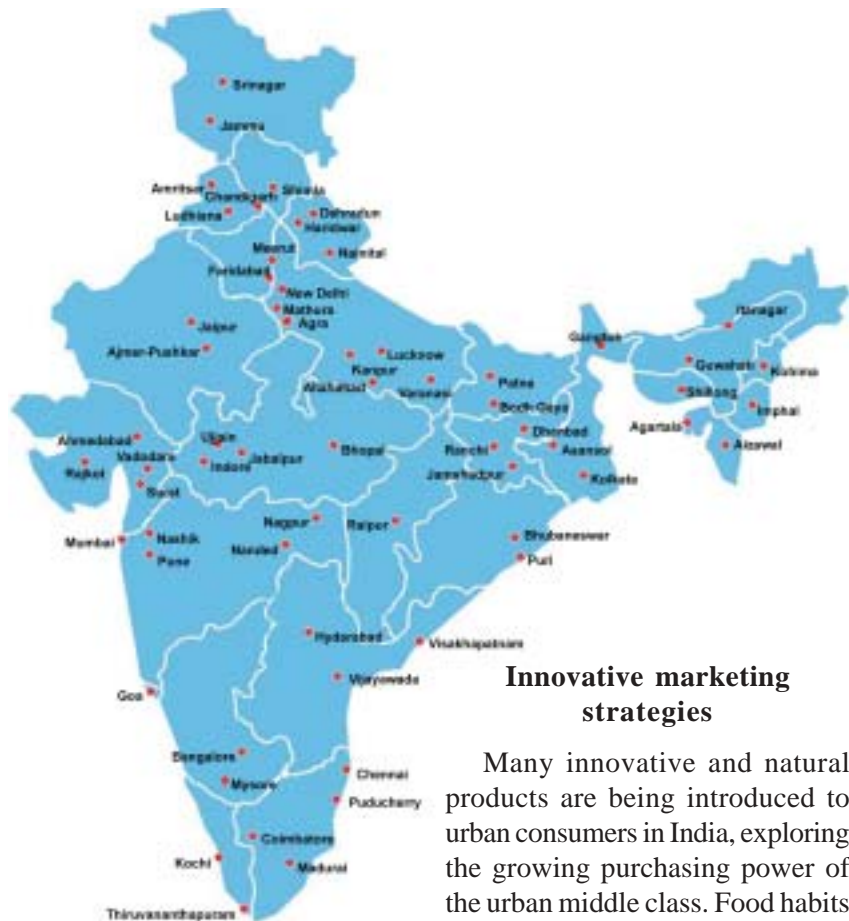 Srinagar
Jammu
Amritsar
Shimla
Chandigarh
Ludhiana
Dehradun
Haridwar
Meerut
Nainital
Faridabad
New Delhi
Mathura
Agra
Jaipur
Ajmer-Pushkar
Lucknow
Kanpur
Allahabad
Varanasi
Patna
Bodh-Gaya
Gangtok
Itanagar
Guwahati
Kohima
Shillong
Imphal
Agartala
Aizawl
Ahmedabad
Ujjain
Vadodara
Indore
Jabalpur
Bhopal
Rajkot
Surat
Ranchi
Dhanbad
Asansol
Jamshedpur
Kolkata
Nagpur
Raipur
Mumbai
Nashik
Nanded
Pune
Bhubaneswar
Puri
Hyderabad
Visakhapatnam
Vijayawada
Goa
Bangalore
Mysore
Chennai
Puducherry
Coimbatore
Kochi
Madurai
Thiruvananthapuram
Innovative marketing
strategies
Many innovative and natural
products are being introduced to
urban consumers in India, exploring
the growing purchasing power of
the urban middle class. Food habits